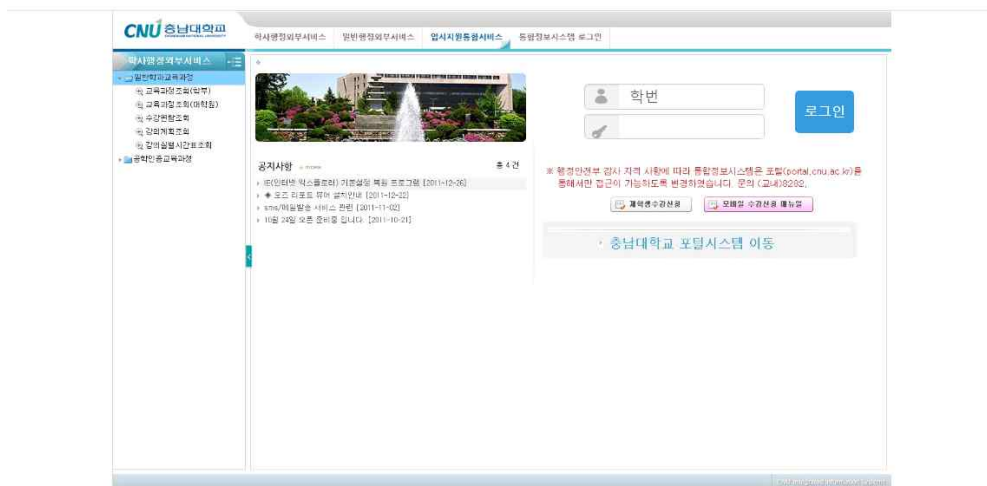 CNU 충남대학교
학사행정외부서비스 일반행정외부서비스 입시지원통합서비스 통합정보시스템 로그인
학사행정외부서비스
일반학과교육과정
교육과정조회(학부)
교육과정조회(대학원)
수강편람조회
강의계획조회
강의실별시간표조회
공학인증교육과정
공지사항
총 4 건
IE(인터넷 익스플로러) 기본설정 복원 프로그램 [2011-12-26]
◆ 오즈 리포트 뷰어 설치안내 [2011-12-22]
sms/메일발송 서비스 관련 [2011-11-02]
10월 24일 오픈 준비중 입니다. [2011-10-21]
학번
로그인
※ 행정안전부 감사 지적 사항에 따라 통합정보시스템은 포털(portal.cnu.ac.kr)을
통해서만 접근이 가능하도록 변경하였습니다. 문의 (교내)8282.
재학생수강신청 모바일 수강신청 매뉴얼
충남대학교 포털시스템 이동